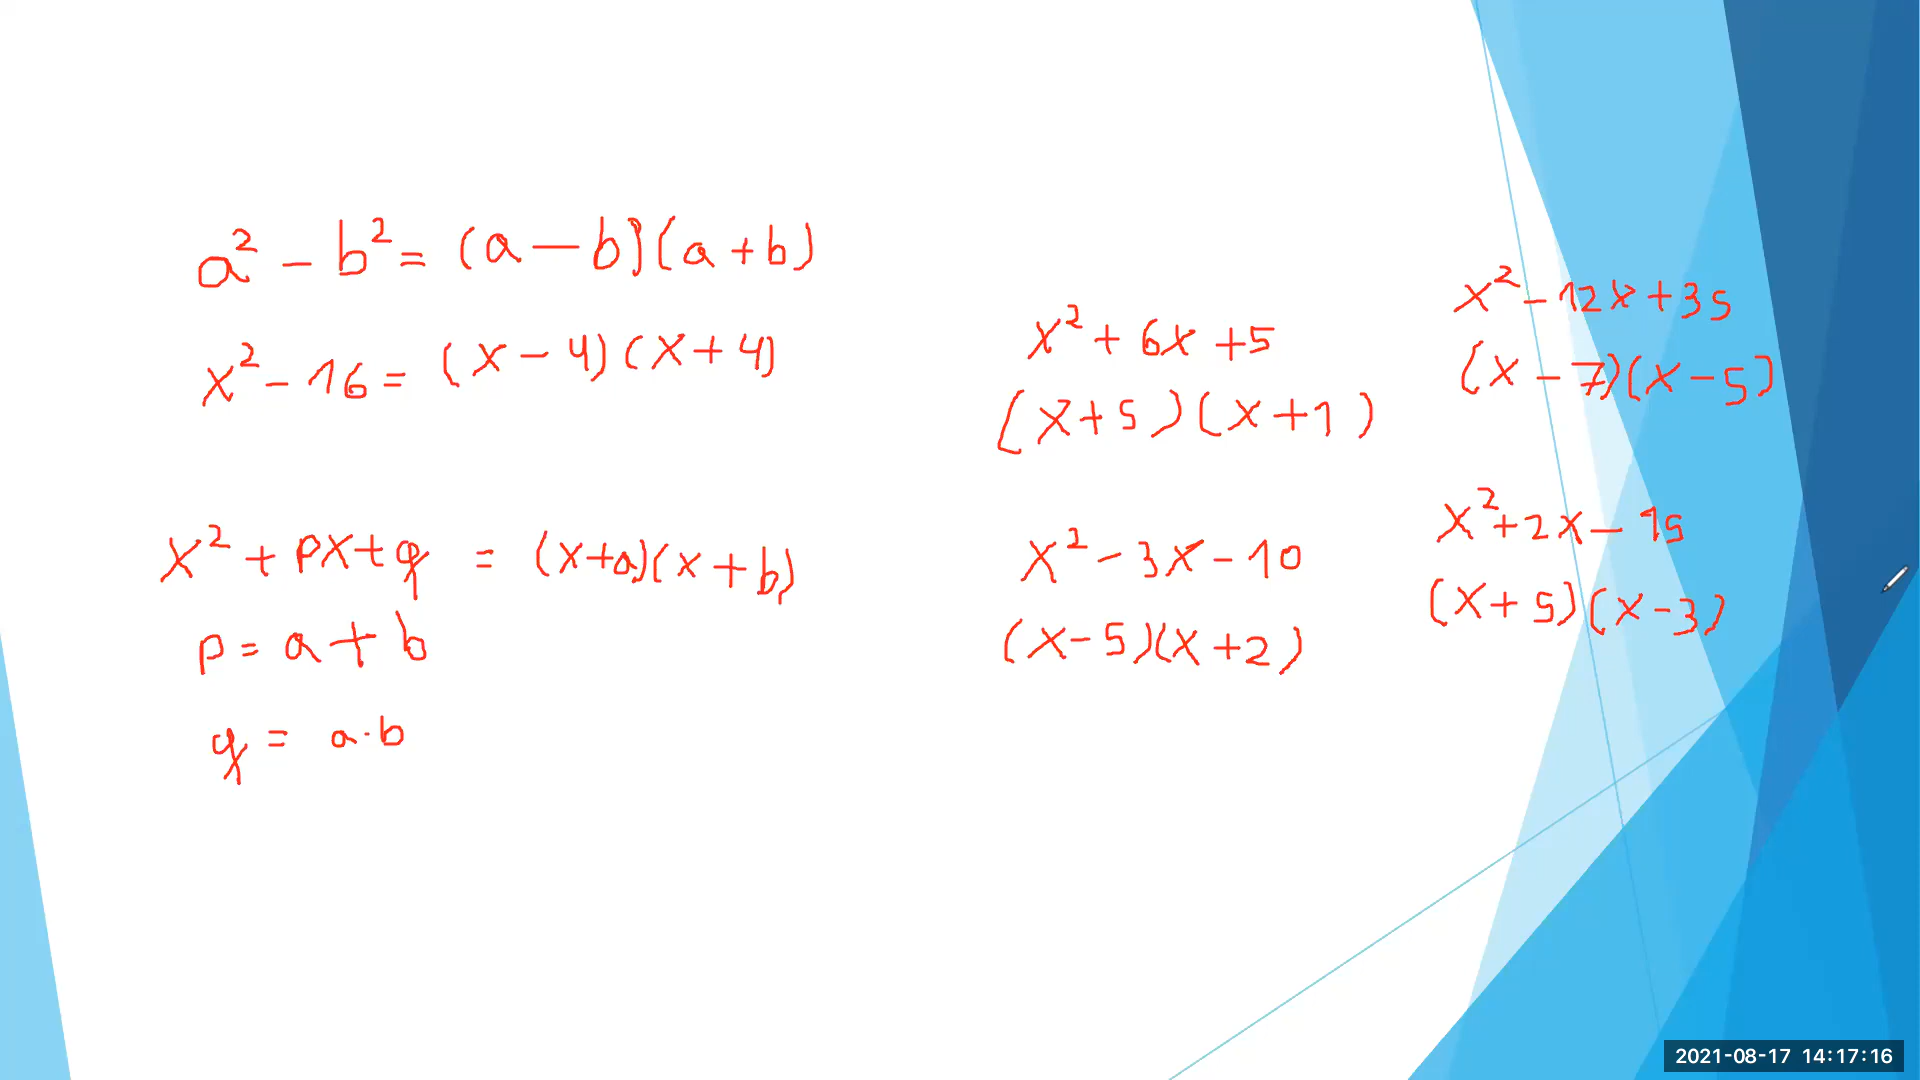 a² - b² = (a - b)(a + b)
x² - 16 = (x - 4)(x + 4)
x² + px + q = (x+a)(x + b)
p = a + b
q = a·b
x² + 6x + 5
(x + 5)(x + 1)
x² - 3x - 10
(x - 5)(x + 2)
x² - 12x + 35
(x - 7)(x - 5)
x² + 2x - 15
(x + 5)(x - 3)
2021-08-17 14:17:16